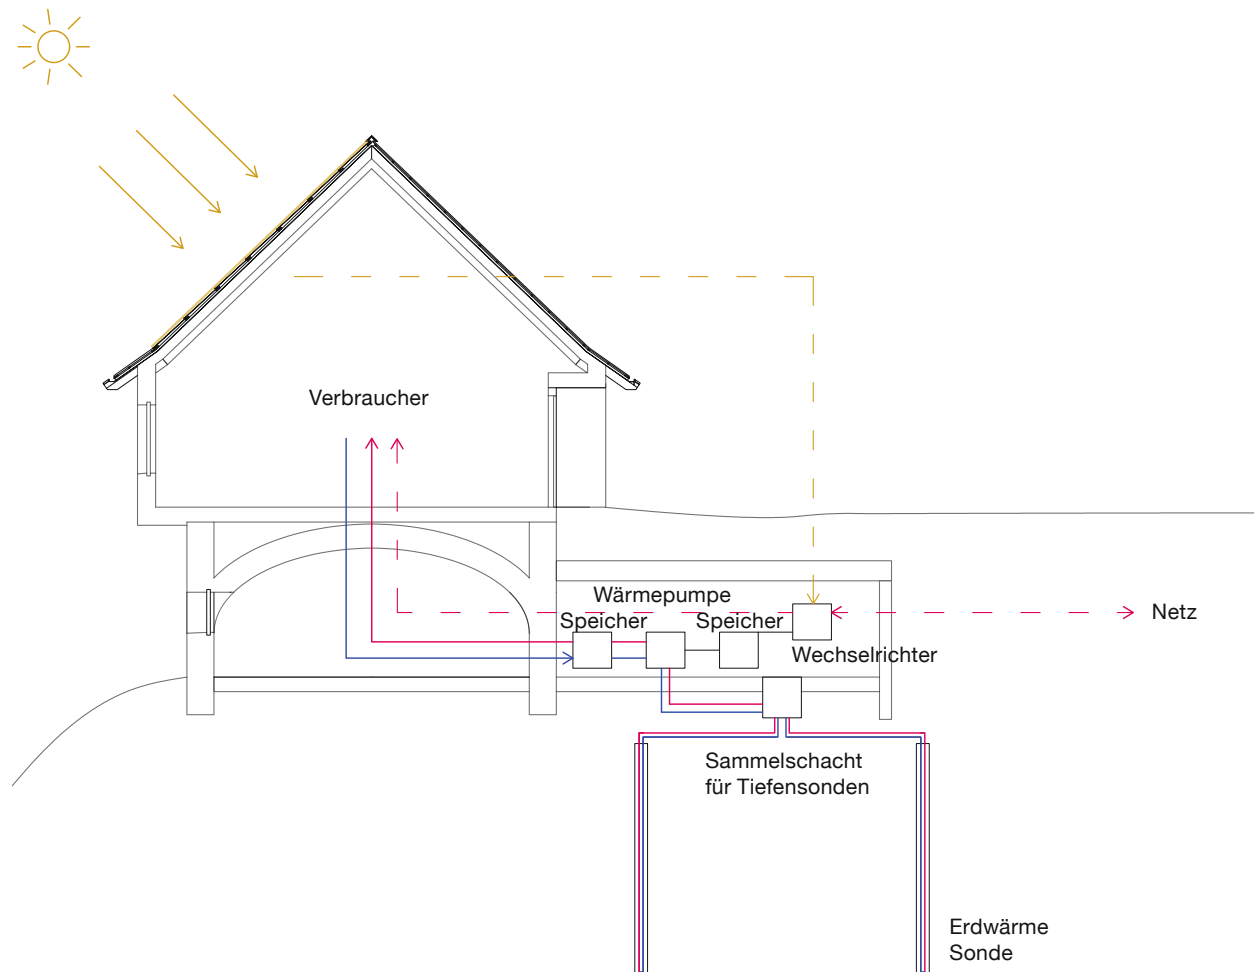 Verbraucher
Wärmepumpe
Speicher
Speicher
Netz
Wechselrichter
Sammelschacht
für Tiefensonden
Erdwärme
Sonde